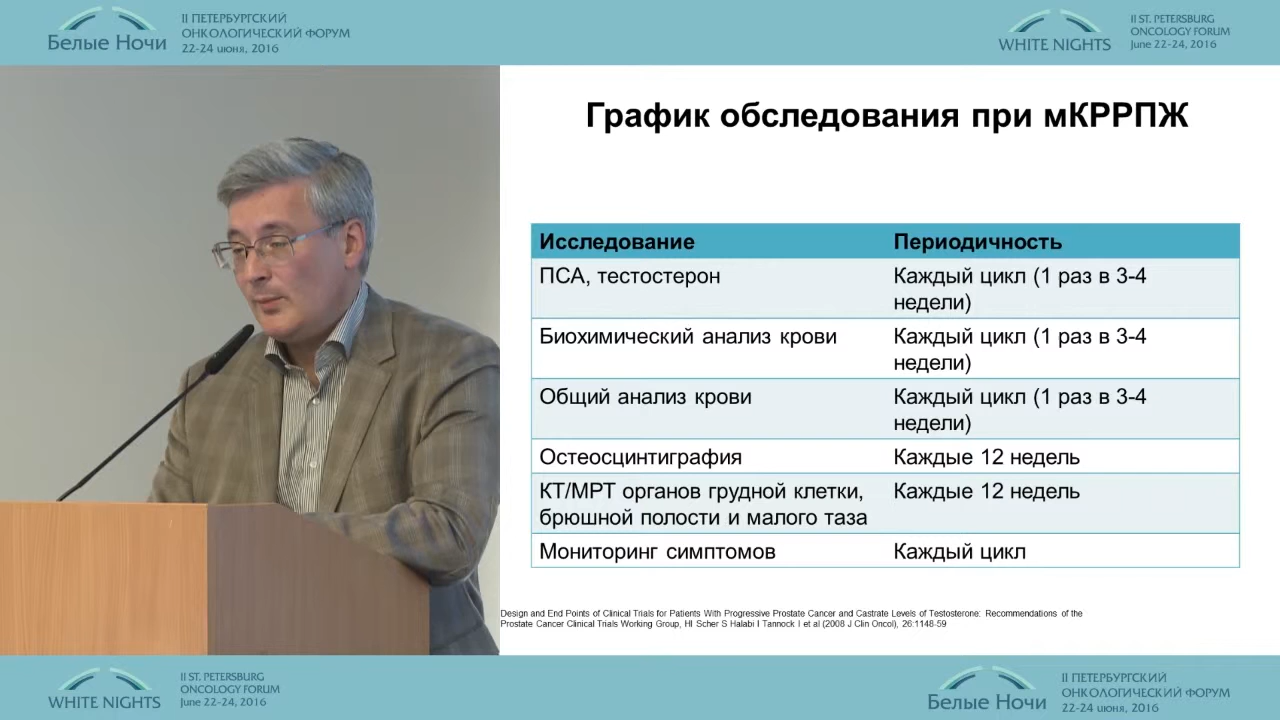 Белые Ночи
II ПЕТЕРБУРГСКИЙ
ОНКОЛОГИЧЕСКИЙ ФОРУМ
22-24 июня, 2016
WHITE NIGHTS
II ST. PETERSBURG
ONCOLOGY FORUM
June 22-24, 2016
График обследования при мКРРПЖ
Исследование Периодичность
ПСА, тестостерон Каждый цикл (1 раз в 3-4
недели)
Биохимический анализ крови Каждый цикл (1 раз в 3-4
недели)
Общий анализ крови Каждый цикл (1 раз в 3-4
недели)
Остеосцинтиграфия Каждые 12 недель
КТ/МРТ органов грудной клетки, Каждые 12 недель
брюшной полости и малого таза
Мониторинг симптомов Каждый цикл
Design and End Points of Clinical Trials for Patients With Progressive Prostate Cancer and Castrate Levels of Testosterone: Recommendations of the
Prostate Cancer Clinical Trials Working Group, HI Scher S Halabi I Tannock I et al (2008 J Clin Oncol), 26:1148-59
WHITE NIGHTS
II ST. PETERSBURG
ONCOLOGY FORUM
June 22-24, 2016
Белые Ночи
II ПЕТЕРБУРГСКИЙ
ОНКОЛОГИЧЕСКИЙ ФОРУМ
22-24 июня, 2016